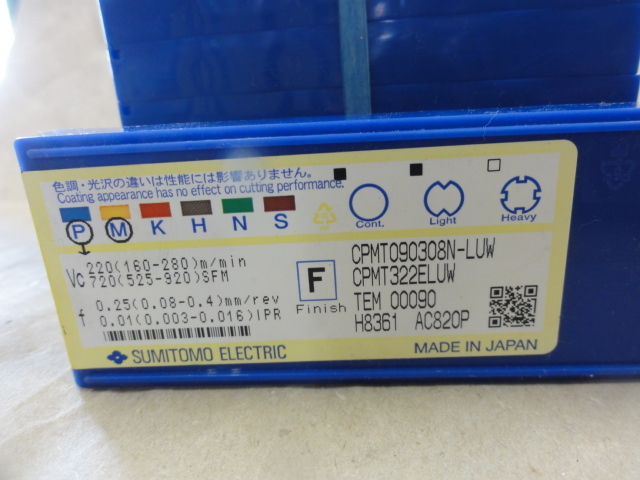 色調・光沢の違いは性能には影響ありません。
Coating appearance has no effect on cutting performance.
P M K H N S
Cont. Light Heavy
Vc 220(160-280)m/min
720(525-920)SFM
f 0.25(0.08-0.4)mm/rev
0.01(0.003-0.016)IPR
F
Finish
CPMT090308N-LUW
CPMT322ELUW
TEM 00090
H8361 AC820P
SUMITOMO ELECTRIC
MADE IN JAPAN